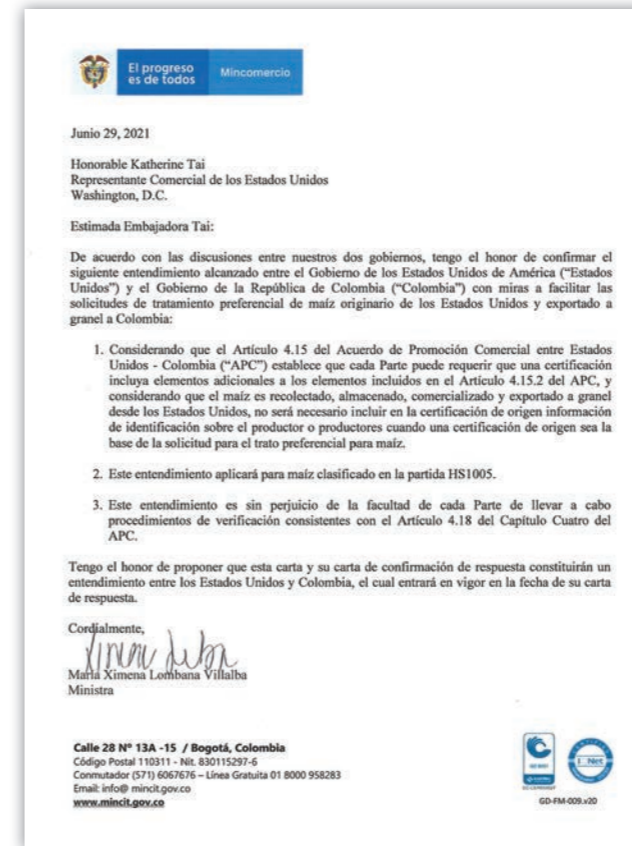 El progreso
es de todos
Mincomercio
Junio 29, 2021
Honorable Katherine Tai
Representante Comercial de los Estados Unidos
Washington, D.C.
Estimada Embajadora Tai:
De acuerdo con las discusiones entre nuestros dos gobiernos, tengo el honor de confirmar el
siguiente entendimiento alcanzado entre el Gobierno de los Estados Unidos de América (“Estados
Unidos”) y el Gobierno de la República de Colombia (“Colombia”) con miras a facilitar las
solicitudes de tratamiento preferencial de maíz originario de los Estados Unidos y exportado a
granel a Colombia:
1. Considerando que el Artículo 4.15 del Acuerdo de Promoción Comercial entre Estados
Unidos - Colombia (“APC”) establece que cada Parte puede requerir que una certificación
incluya elementos adicionales a los elementos incluidos en el Artículo 4.15.2 del APC, y
considerando que el maíz es recolectado, almacenado, comercializado y exportado a granel
desde los Estados Unidos, no será necesario incluir en la certificación de origen información
de identificación sobre el productor o productores cuando una certificación de origen sea la
base de la solicitud para el trato preferencial para maíz.
2. Este entendimiento aplicará para maíz clasificado en la partida HS1005.
3. Este entendimiento es sin perjuicio de la facultad de cada Parte de llevar a cabo
procedimientos de verificación consistentes con el Artículo 4.18 del Capítulo Cuatro del
APC.
Tengo el honor de proponer que esta carta y su carta de confirmación de respuesta constituirán un
entendimiento entre los Estados Unidos y Colombia, el cual entrará en vigor en la fecha de su carta
de respuesta.
Cordialmente,
María Ximena Lombana Villalba
Ministra
Calle 28 Nº 13A -15 / Bogotá, Colombia
Código Postal 110311 - Nit. 830115297-6
Conmutador (571) 6067676 – Línea Gratuita 01 8000 958283
Email: info@ mincit.gov.co
www.mincit.gov.co
GD-FM-009.v20